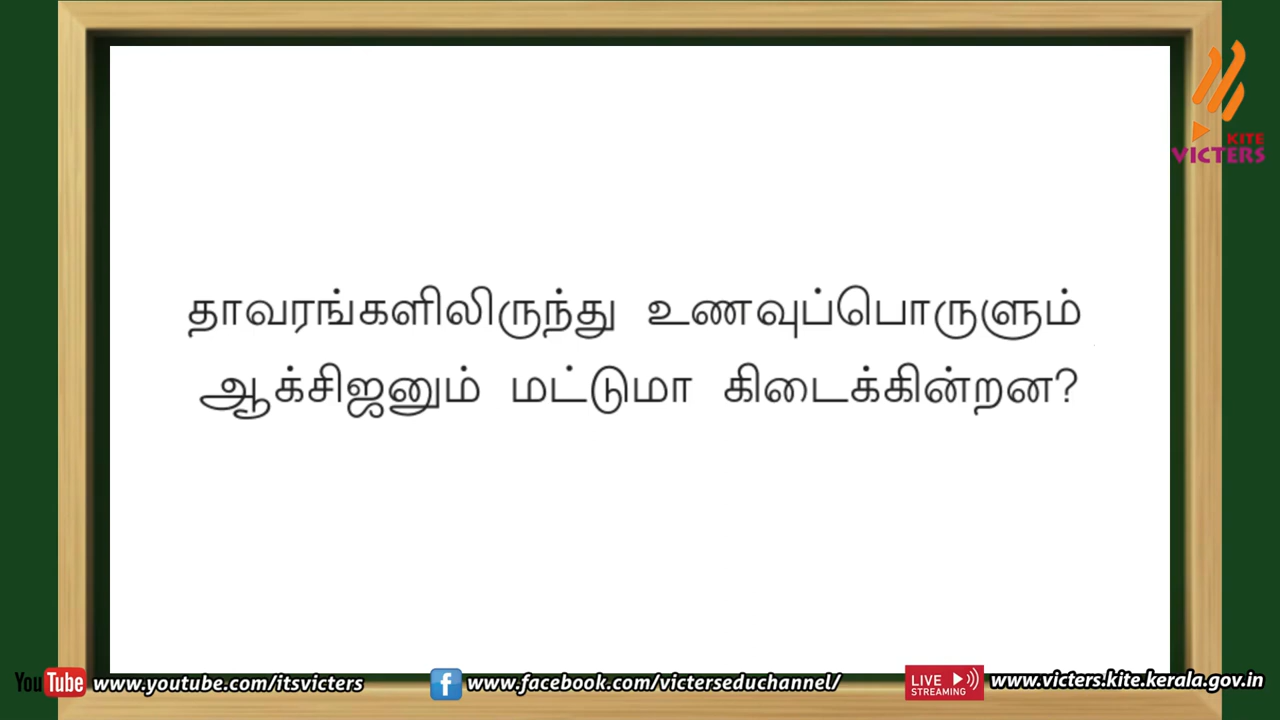 தாவரங்களிலிருந்து உணவுப்பொருளும்
ஆக்சிஜனும் மட்டுமா கிடைக்கின்றன?
KITE
VICTERS
YouTube www.youtube.com/itsvicters
f www.facebook.com/victerseduchannel/
LIVE
STREAMING
www.victers.kite.kerala.gov.in